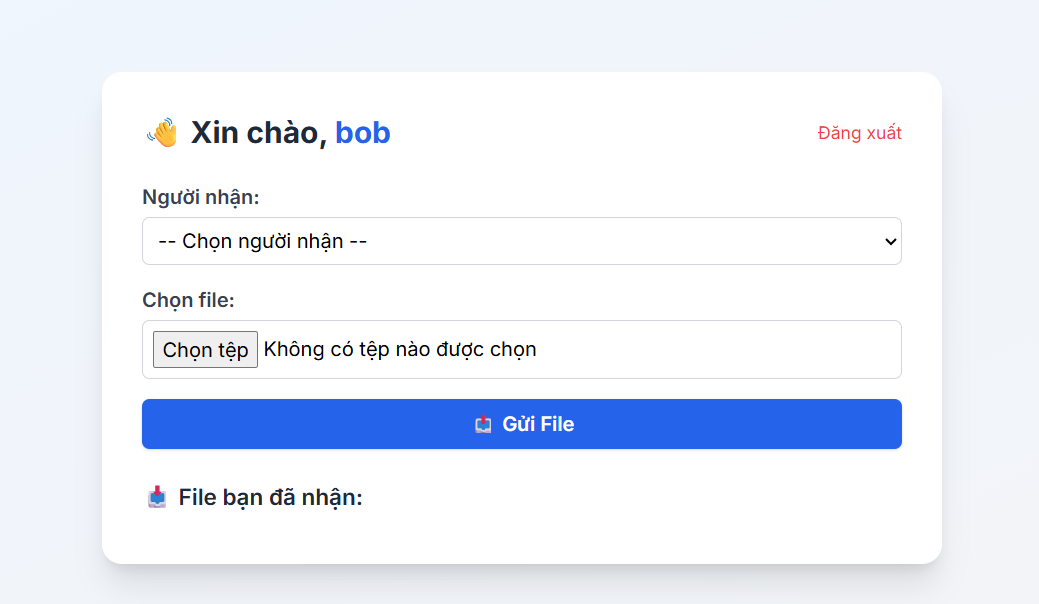 👋 Xin chào, bob
Đăng xuất
Người nhận:
-- Chọn người nhận --
Chọn file:
Chọn tệp Không có tệp nào được chọn
📥 Gửi File
📥 File bạn đã nhận: